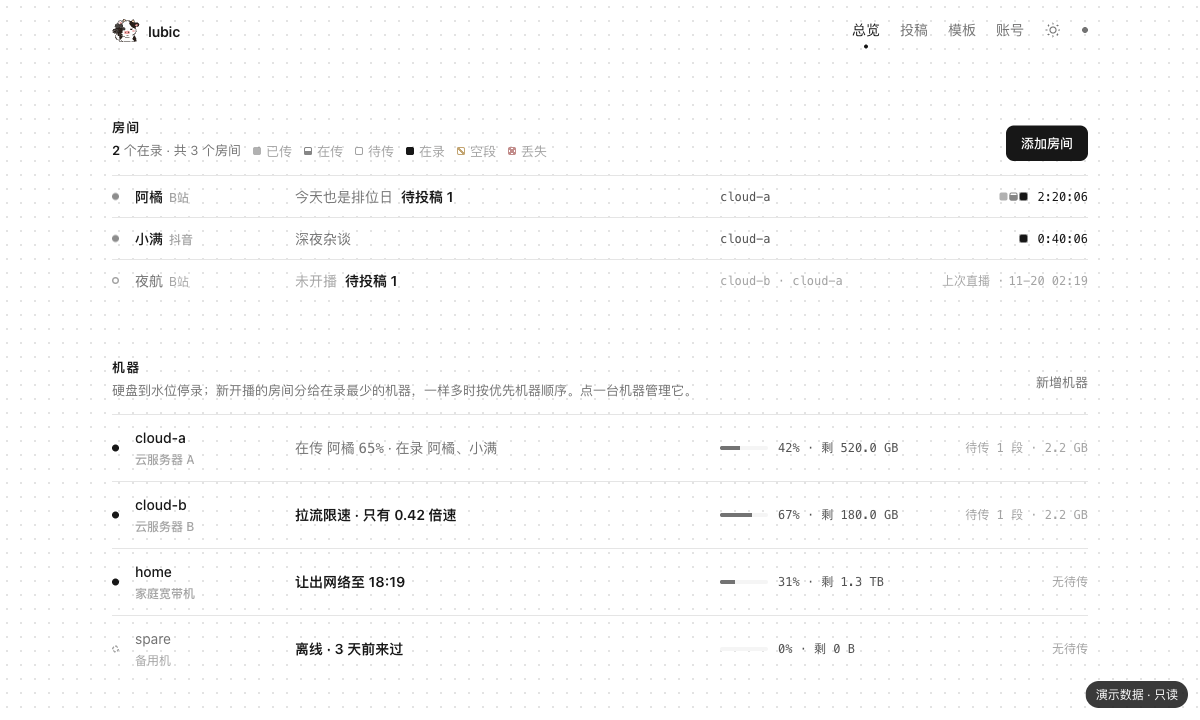 lubic
总览 投稿 模板 账号
房间
2 个在录 · 共 3 个房间 已传 在传 待传 在录 空段 丢失
添加房间
阿橘 B站 今天也是排位日 待投稿 1 cloud-a 2:20:06
小满 抖音 深夜杂谈 cloud-a 0:40:06
夜航 B站 未开播 待投稿 1 cloud-b · cloud-a 上次直播 · 11-20 02:19
机器
硬盘到水位停录；新开播的房间分给在录最少的机器，一样多时按优先机器顺序。点一台机器管理它。
新增机器
cloud-a
云服务器 A
在传 阿橘 65% · 在录 阿橘、小满 42% · 剩 520.0 GB 待传 1 段 · 2.2 GB
cloud-b
云服务器 B
拉流限速 · 只有 0.42 倍速 67% · 剩 180.0 GB 待传 1 段 · 2.2 GB
home
家庭宽带机
让出网络至 18:19 31% · 剩 1.3 TB 无待传
spare
备用机
离线 · 3 天前来过 0% · 剩 0 B 无待传
演示数据 · 只读